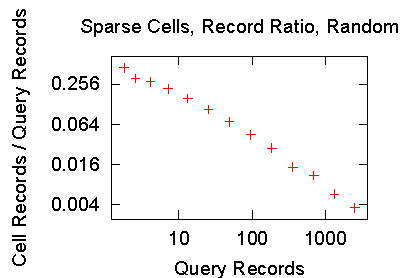 Sparse Cells, Record Ratio, Random
Cell Records / Query Records
0.256
0.064
0.016
0.004
10
100
1000
Query Records